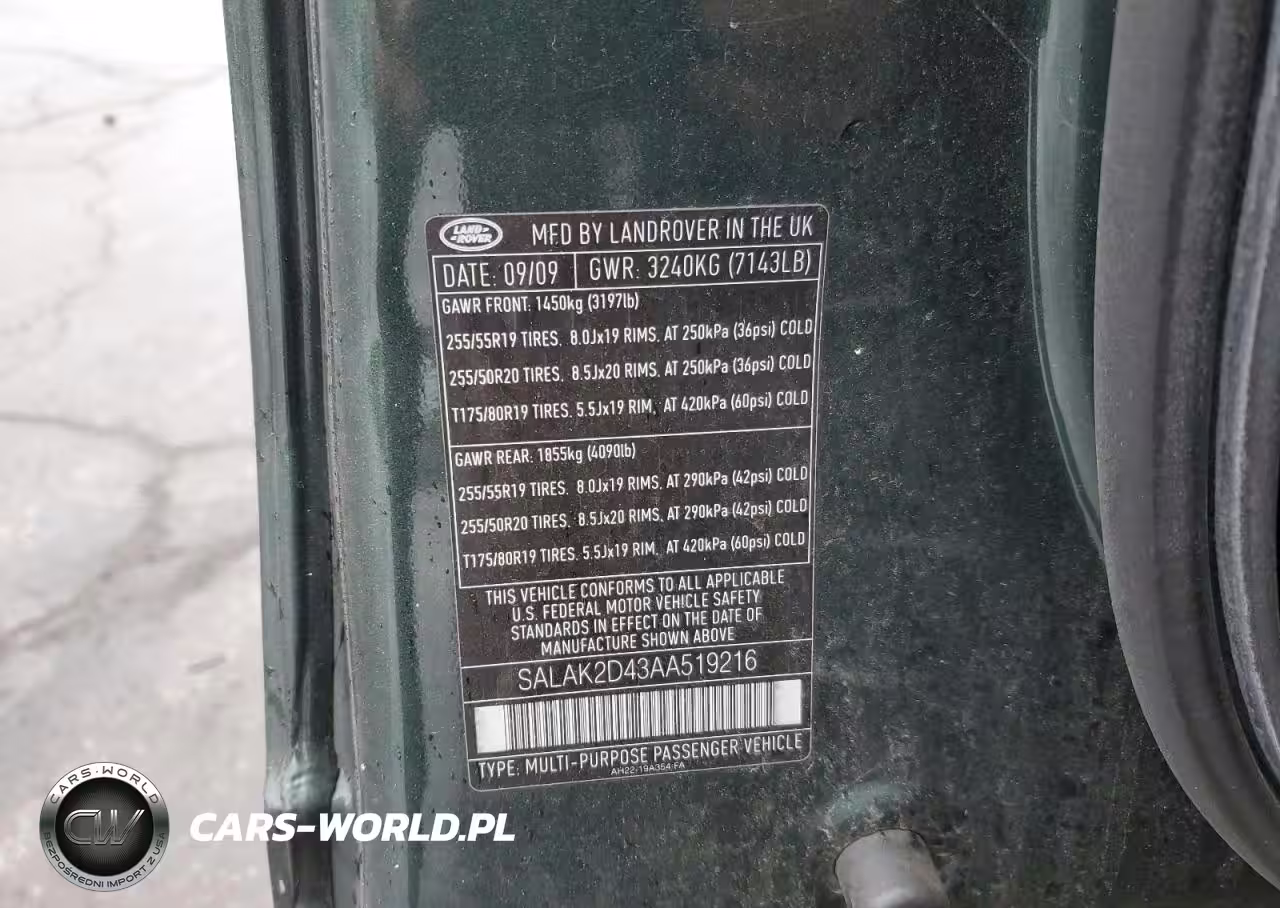 LAND ROVER
MFD BY LANDROVER IN THE UK
DATE: 09/09 GWR: 3240KG (7143LB)
GAWR FRONT: 1450kg (3197lb)
255/55R19 TIRES, 8.0Jx19 RIMS, AT 250kPa (36psi) COLD
255/50R20 TIRES, 8.5Jx20 RIMS, AT 250kPa (36psi) COLD
T175/80R19 TIRES. 5.5Jx19 RIM, AT 420kPa (60psi) COLD
GAWR REAR: 1855kg (4090lb)
255/55R19 TIRES. 8.0Jx19 RIMS, AT 290kPa (42psi) COLD
255/50R20 TIRES. 8.5Jx20 RIMS, AT 290kPa (42psi) COLD
T175/80R19 TIRES. 5.5Jx19 RIM, AT 420kPa (60psi) COLD
THIS VEHICLE CONFORMS TO ALL APPLICABLE
U.S. FEDERAL MOTOR VEHICLE SAFETY
STANDARDS IN EFFECT ON THE DATE OF
MANUFACTURE SHOWN ABOVE
SALAK2D43AA519216
TYPE: MULTI-PURPOSE PASSENGER VEHICLE
AH22-19A354-FA
CARS-WORLD
CW
BEZPOŚREDNI IMPORT Z USA
CARS-WORLD.PL